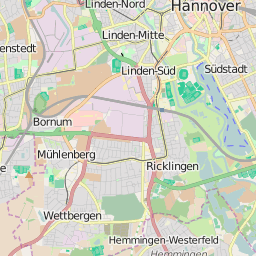 Linden-Nord
Hannover
Linden-Mitte
enstedt
Linden-Süd
Südstadt
Bornum
Mühlenberg
e
Ricklingen
Wettbergen
Hemmingen-Westerfeld
Hemmingen